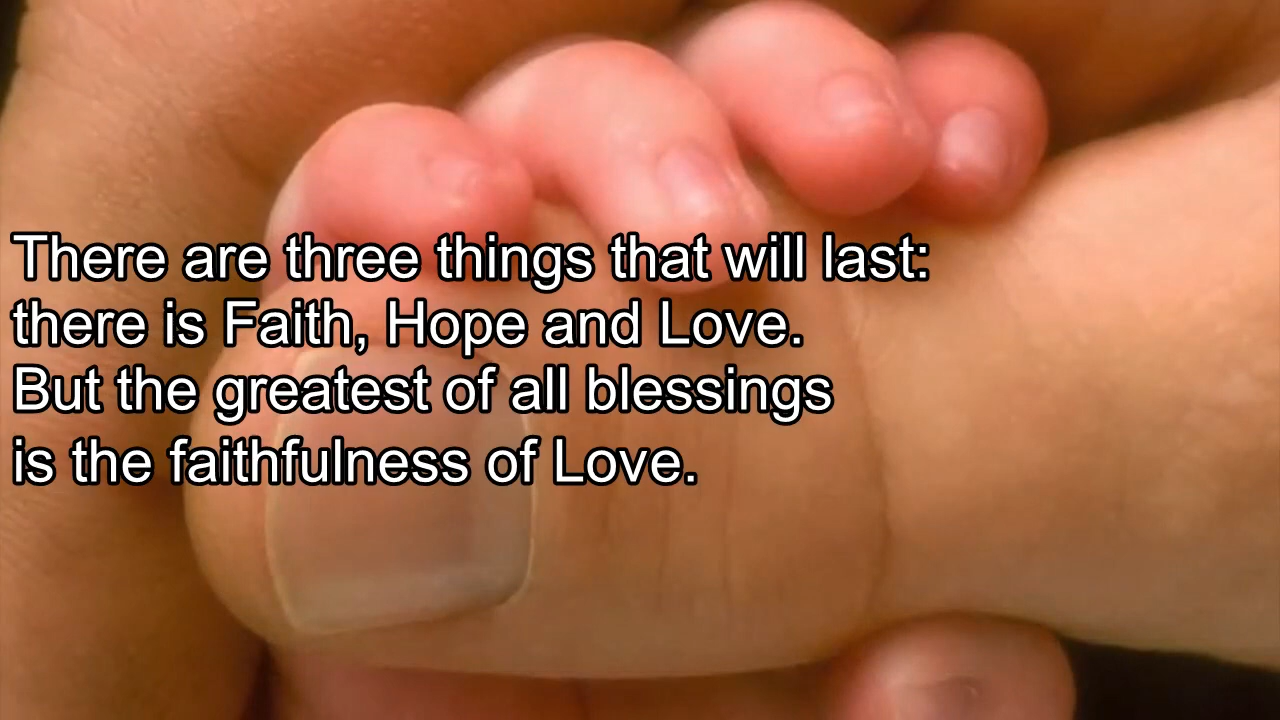 There are three things that will last:
there is Faith, Hope and Love.
But the greatest of all blessings
is the faithfulness of Love.